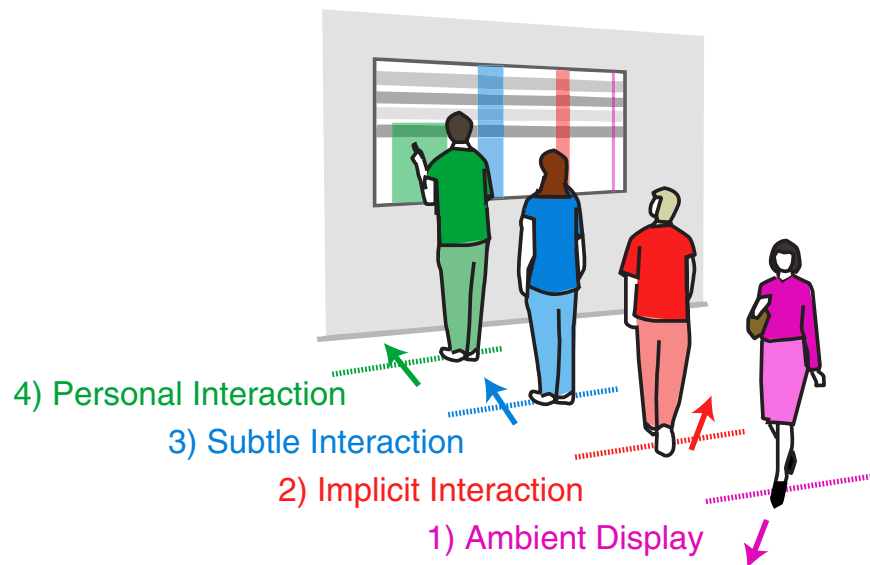 4) Personal Interaction
3) Subtle Interaction
2) Implicit Interaction
1) Ambient Display